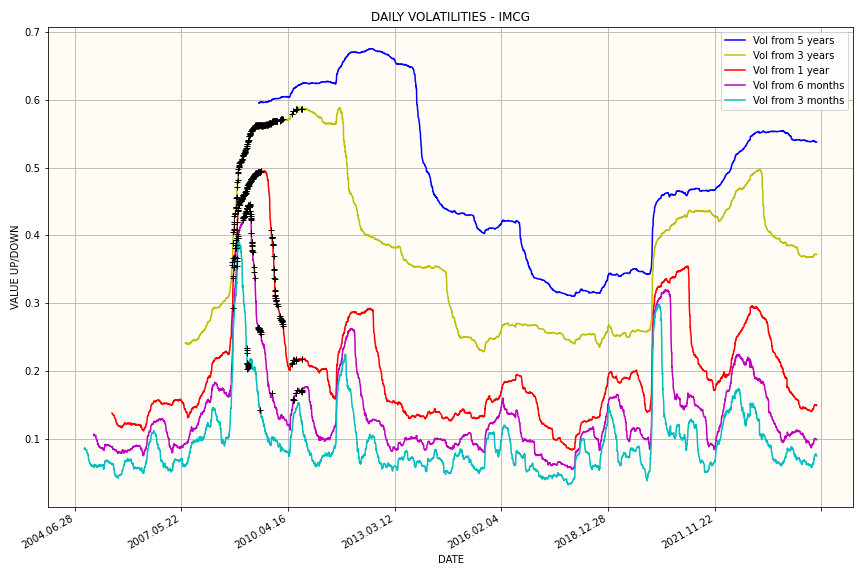 DAILY VOLATILITIES - IMCG
0.7
0.6
0.5
0.4
0.3
0.2
0.1
VALUE UP/DOWN
Vol from 5 years
Vol from 3 years
Vol from 1 year
Vol from 6 months
Vol from 3 months
2004.06.28
2007.05.22
2010.04.16
2013.03.12
2016.02.04
2018.12.28
2021.11.22
DATE